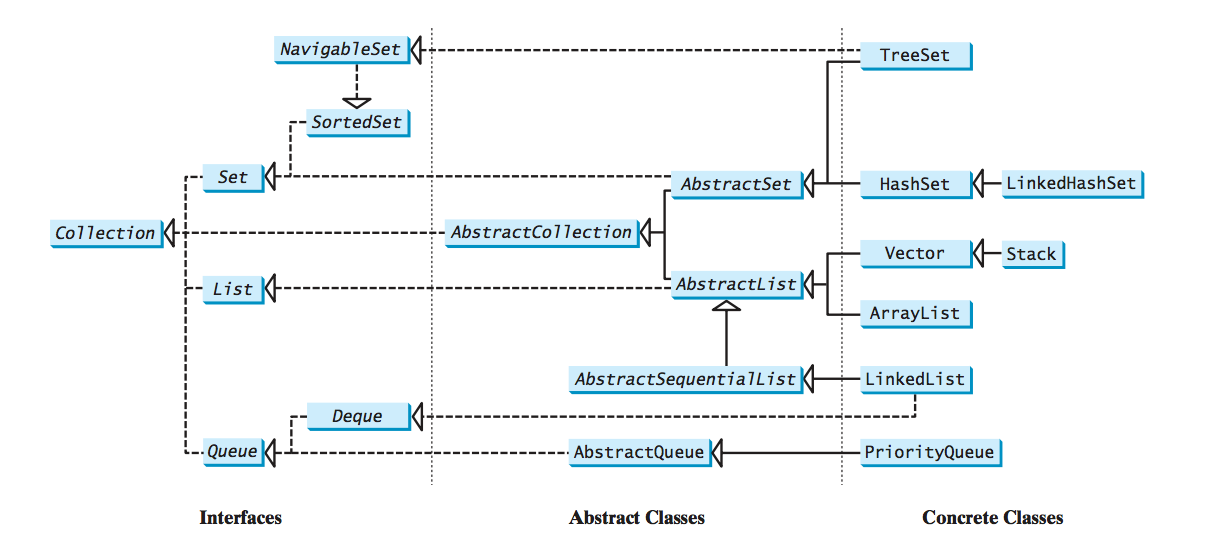 NavigableSet
TreeSet
SortedSet
Set
AbstractSet
HashSet
LinkedHashSet
Collection
AbstractCollection
Vector
Stack
List
AbstractList
ArrayList
AbstractSequentialList
LinkedList
Deque
Queue
AbstractQueue
PriorityQueue
Interfaces
Abstract Classes
Concrete Classes